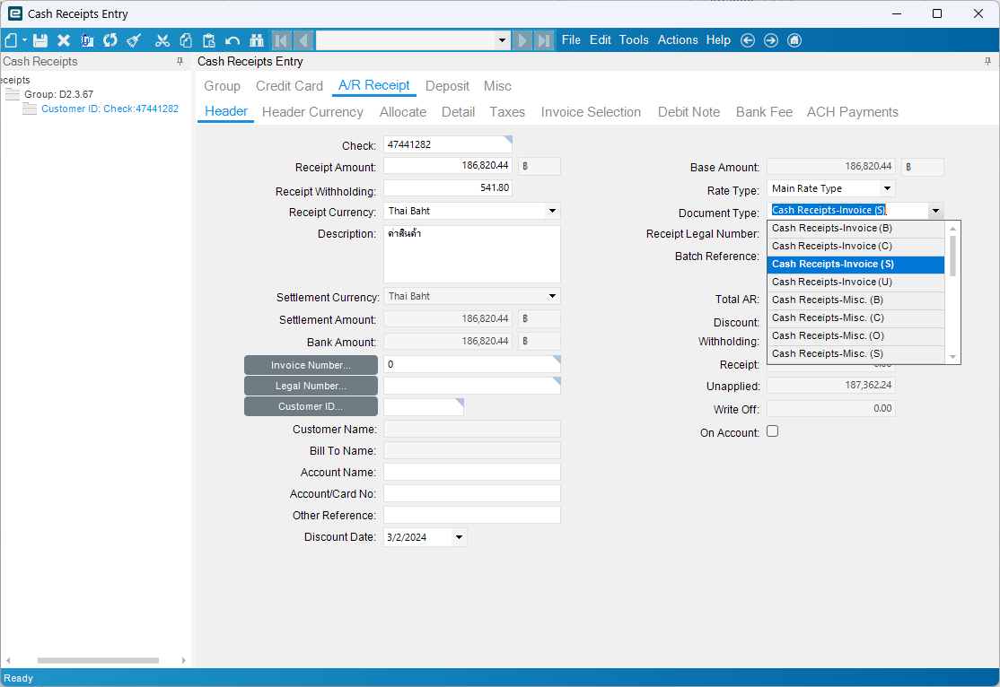 Cash Receipts Entry
File Edit Tools Actions Help
Cash Receipts
Cash Receipts Entry
eceipts
Group: D2.3.67
Customer ID: Check:47441282
Group Credit Card A/R Receipt Deposit Misc
Header Header Currency Allocate Detail Taxes Invoice Selection Debit Note Bank Fee ACH Payments
Check: 47441282
Receipt Amount: 186,820.44 ฿
Receipt Withholding: 541.80
Receipt Currency: Thai Baht
Description: ค่าสินค้า
Settlement Currency: Thai Baht
Settlement Amount: 186,820.44 ฿
Bank Amount: 186,820.44 ฿
Invoice Number... 0
Legal Number...
Customer ID...
Customer Name:
Bill To Name:
Account Name:
Account/Card No:
Other Reference:
Discount Date: 3/2/2024
Base Amount: 186,820.44 ฿
Rate Type: Main Rate Type
Document Type: Cash Receipts-Invoice (S)
Receipt Legal Number:
Batch Reference:
Cash Receipts-Invoice (B)
Cash Receipts-Invoice (C)
Cash Receipts-Invoice (S)
Cash Receipts-Invoice (U)
Cash Receipts-Misc. (B)
Cash Receipts-Misc. (C)
Cash Receipts-Misc. (O)
Cash Receipts-Misc. (S)
Total AR:
Discount:
Withholding:
Receipt: 0.00
Unapplied: 187,362.24
Write Off: 0.00
On Account:
Ready